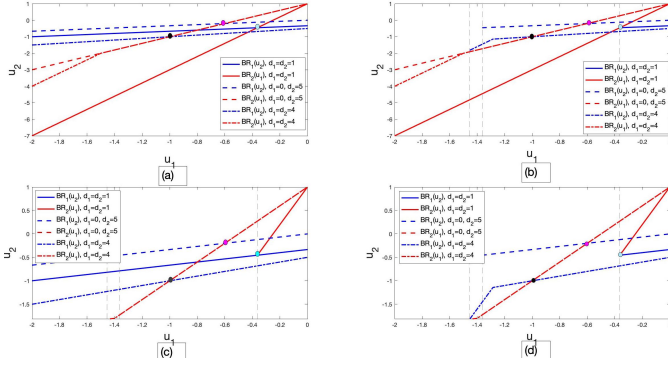 1
0
-1
-2
-3
-4
-5
-6
-7
u2
-2 -1.8 -1.6 -1.4 -1.2 -1 -0.8 -0.6 -0.4 -0.2 0
u1
BR1(u2), d1=d2=1
BR2(u1), d1=d2=1
BR1(u2), d1=0, d2=5
BR2(u1), d1=0, d2=5
BR1(u2), d1=d2=4
BR2(u1), d1=d2=4
(a)
1
0
-1
-2
-3
-4
-5
-6
-7
u2
-2 -1.8 -1.6 -1.4 -1.2 -1 -0.8 -0.6 -0.4 -0.2 0
u1
BR1(u2), d1=d2=1
BR2(u1), d1=d2=1
BR1(u2), d1=0, d2=5
BR2(u1), d1=0, d2=5
BR1(u2), d1=d2=4
BR2(u1), d1=d2=4
(b)
1
0.5
0
-0.5
-1
-1.5
u2
BR1(u2), d1=d2=1
BR2(u1), d1=d2=1
BR1(u2), d1=0, d2=5
BR2(u1), d1=0, d2=5
BR1(u2), d1=d2=4
BR2(u1), d1=d2=4
-2 -1.8 -1.6 -1.4 -1.2 -1 -0.8 -0.6 -0.4 -0.2 0
u1
(c)
1
0.5
0
-0.5
-1
-1.5
u2
BR1(u2), d1=d2=1
BR2(u1), d1=d2=1
BR1(u2), d1=0, d2=5
BR2(u1), d1=0, d2=5
BR1(u2), d1=d2=4
BR2(u1), d1=d2=4
-2 -1.8 -1.6 -1.4 -1.2 -1 -0.8 -0.6 -0.4 -0.2 0
u1
(d)